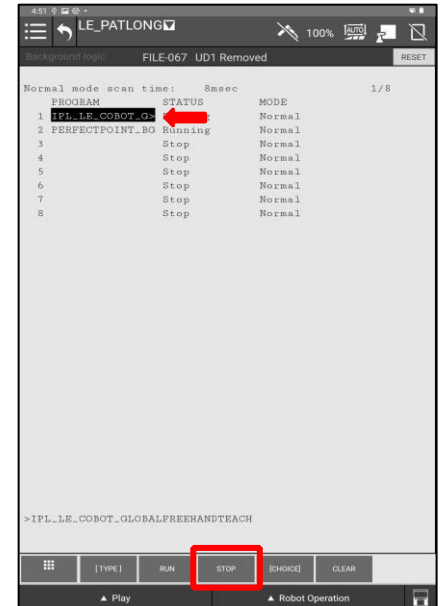 4:51
LE_PATLONG
100% AUTO
Background logic FILE-067 UD1 Removed RESET
Normal mode scan time: 8msec 1/8
PROGRAM STATUS MODE
1 IPL_LE_COBOT_G> Normal
2 PERFECTPOINT_BG Running Normal
3 Stop Normal
4 Stop Normal
5 Stop Normal
6 Stop Normal
7 Stop Normal
8 Stop Normal
>IPL_LE_COBOT_GLOBALFREEHANDTEACH
[TYPE] RUN STOP [CHOICE] CLEAR
▲ Play ▲ Robot Operation